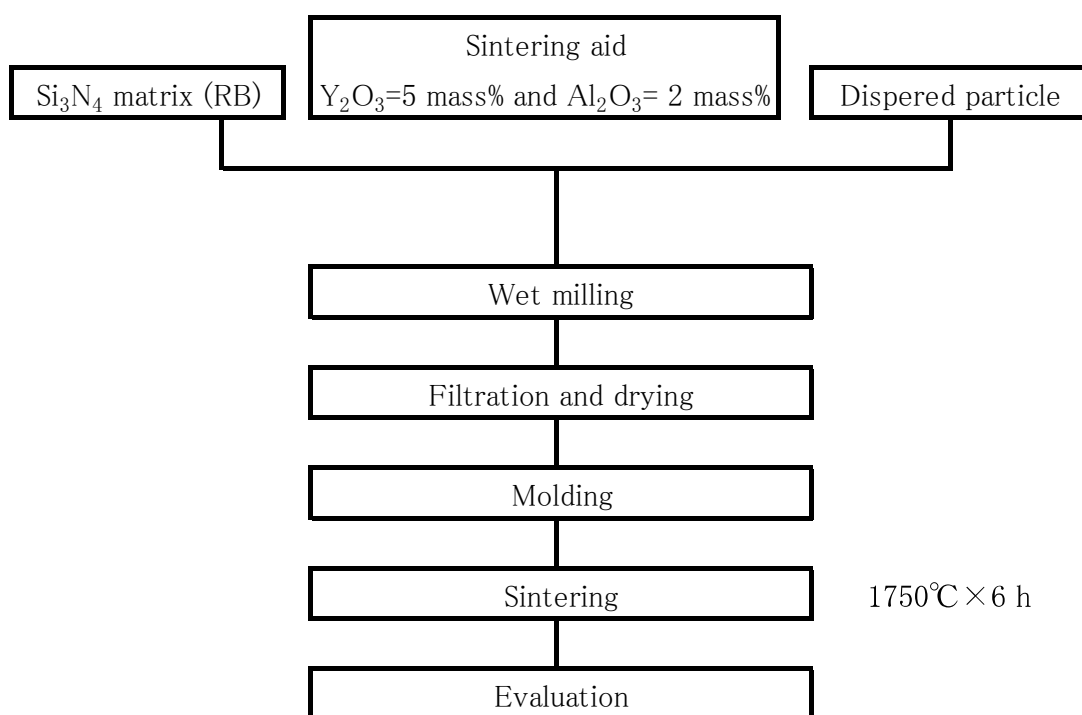 Sintering aid
Si₃N₄ matrix (RB)
Y₂O₃=5 mass% and Al₂O₃= 2 mass%
Dispered particle
Wet milling
Filtration and drying
Molding
Sintering
1750℃×6 h
Evaluation